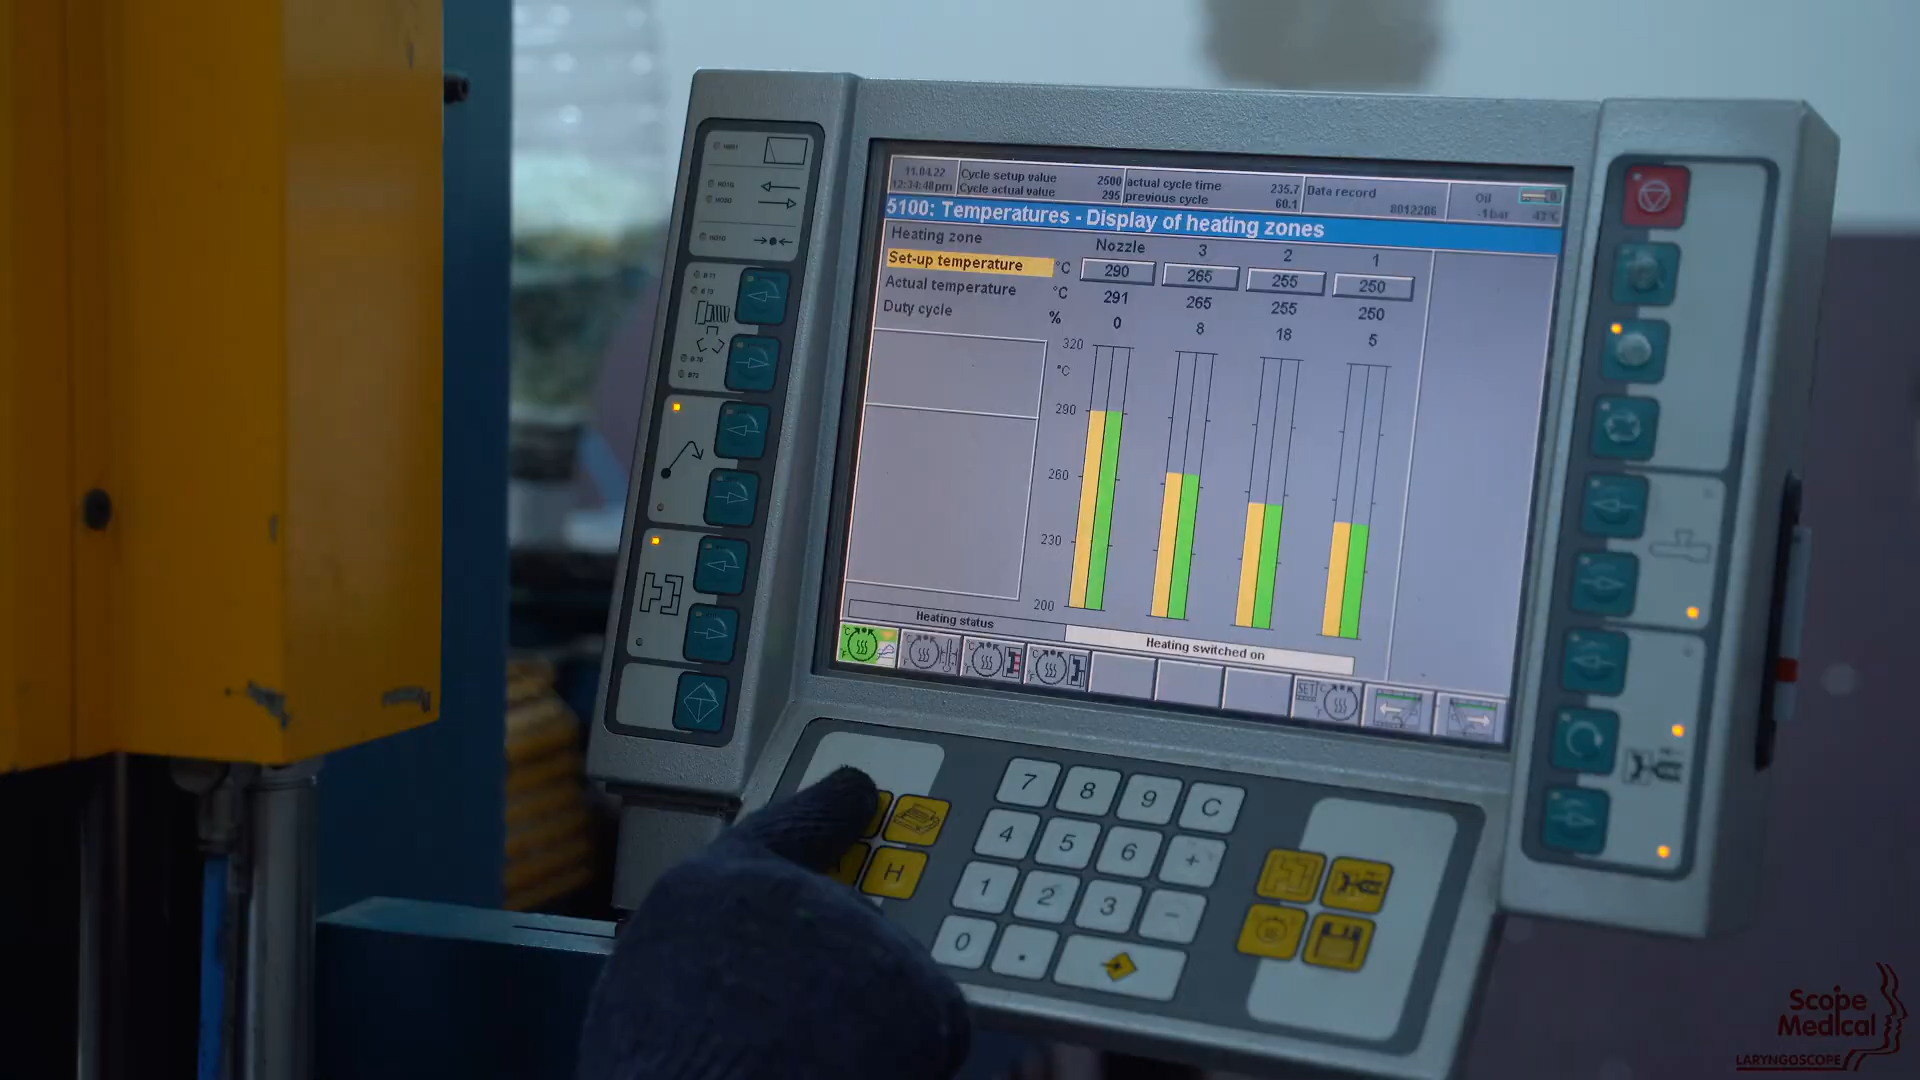 11.04.22
12:34:48pm
Cycle setup value 2500
Cycle actual value 295
actual cycle time 235.7
previous cycle 60.1
Data record
8012206
Oil
-1bar 43°C
5100: Temperatures - Display of heating zones
Heating zone Nozzle 3 2 1
Set-up temperature °C 290 265 255 250
Actual temperature °C 291 265 255 250
Duty cycle % 0 8 18 5
320
°C
290
260
230
200
Heating status
Heating switched on
SET
7 8 9 C
4 5 6 +
H
1 2 3 -
0 .
Scope
Medical
LARYNGOSCOPE